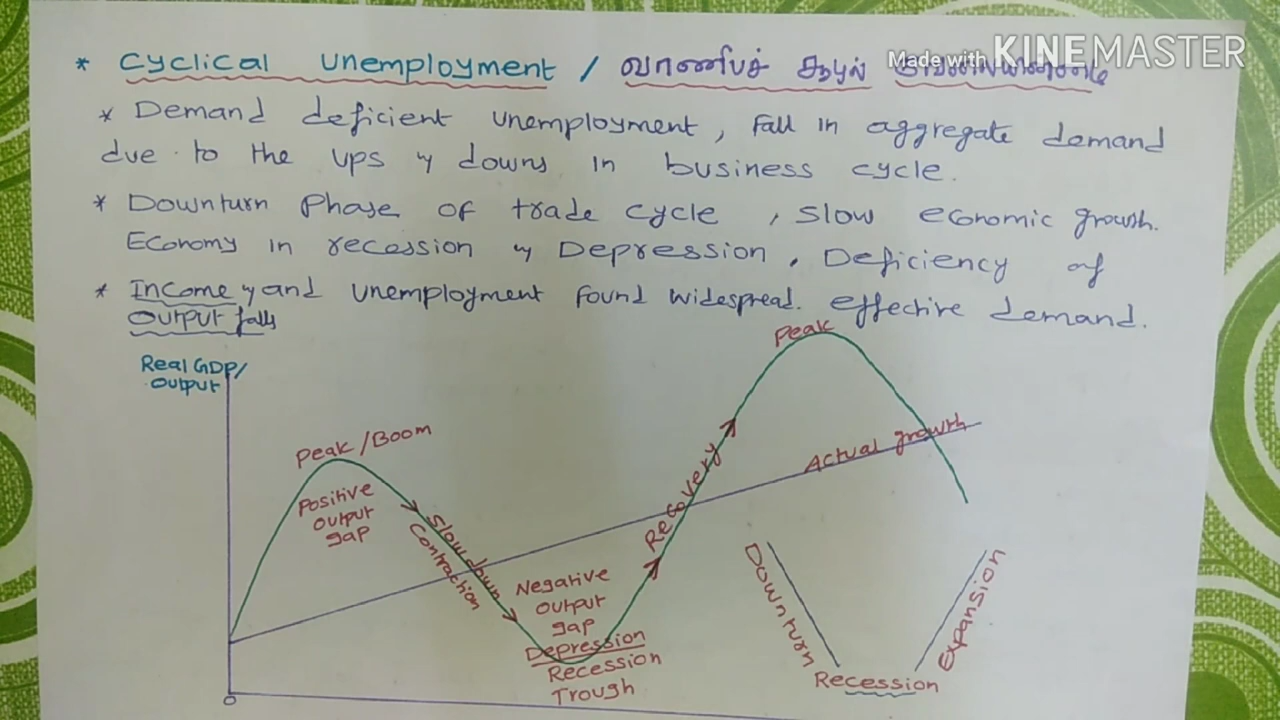 * Cyclical Unemployment / வாணிபச் சூழல்
Made with KINEMASTER
* Demand deficient unemployment, Fall in aggregate demand
due to the ups & downs in business cycle.
* Downturn Phase of trade cycle, Slow economic growth.
Economy in recession & Depression, Deficiency of
* Income & and unemployment found widespread. effective demand.
output falls
Real GDP/
output
Peak
Peak/Boom
Actual growth
Positive
output
gap
Slow down
Contraction
Recovery
Negative
output
gap
Depression
Recession
Trough
Downturn
Recession
Expansion
0